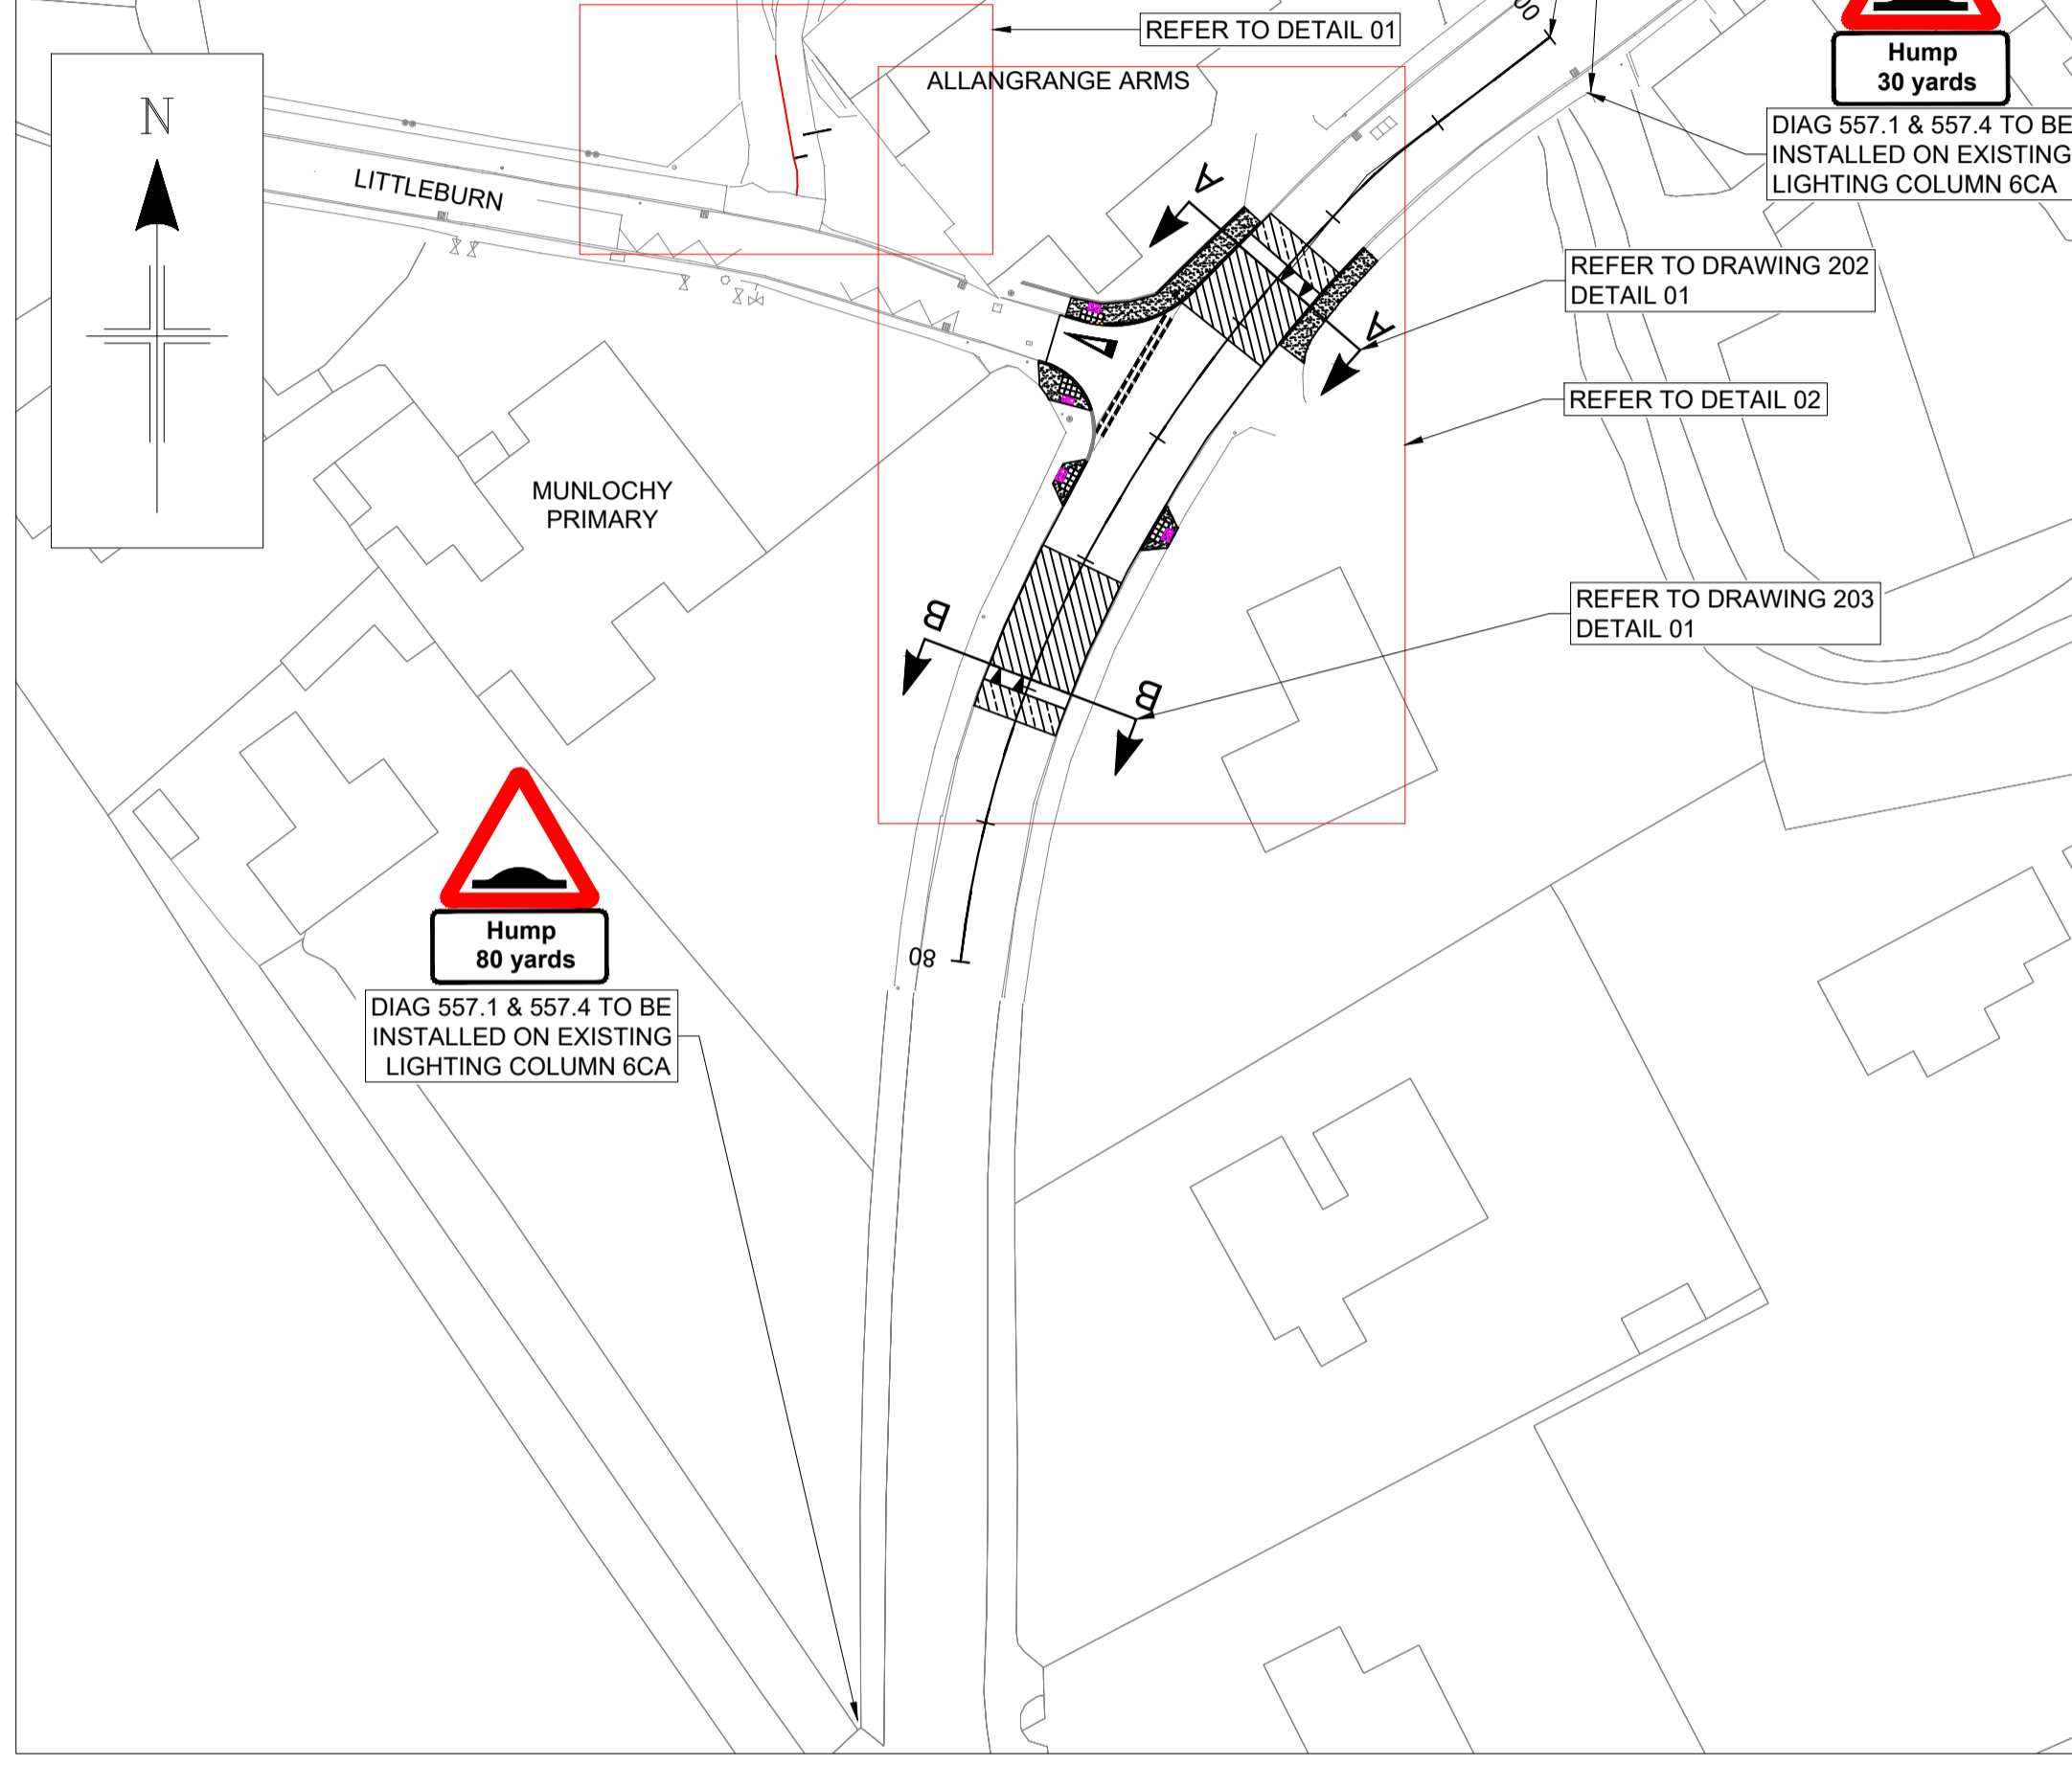 REFER TO DETAIL 01
ALLANGRANGE ARMS
Hump
30 yards
DIAG 557.1 & 557.4 TO BE
INSTALLED ON EXISTING
LIGHTING COLUMN 6CA
N
LITTLEBURN
A
REFER TO DRAWING 202
DETAIL 01
A
REFER TO DETAIL 02
MUNLOCHY
PRIMARY
REFER TO DRAWING 203
DETAIL 01
B
B
Hump
80 yards
80
DIAG 557.1 & 557.4 TO BE
INSTALLED ON EXISTING
LIGHTING COLUMN 6CA